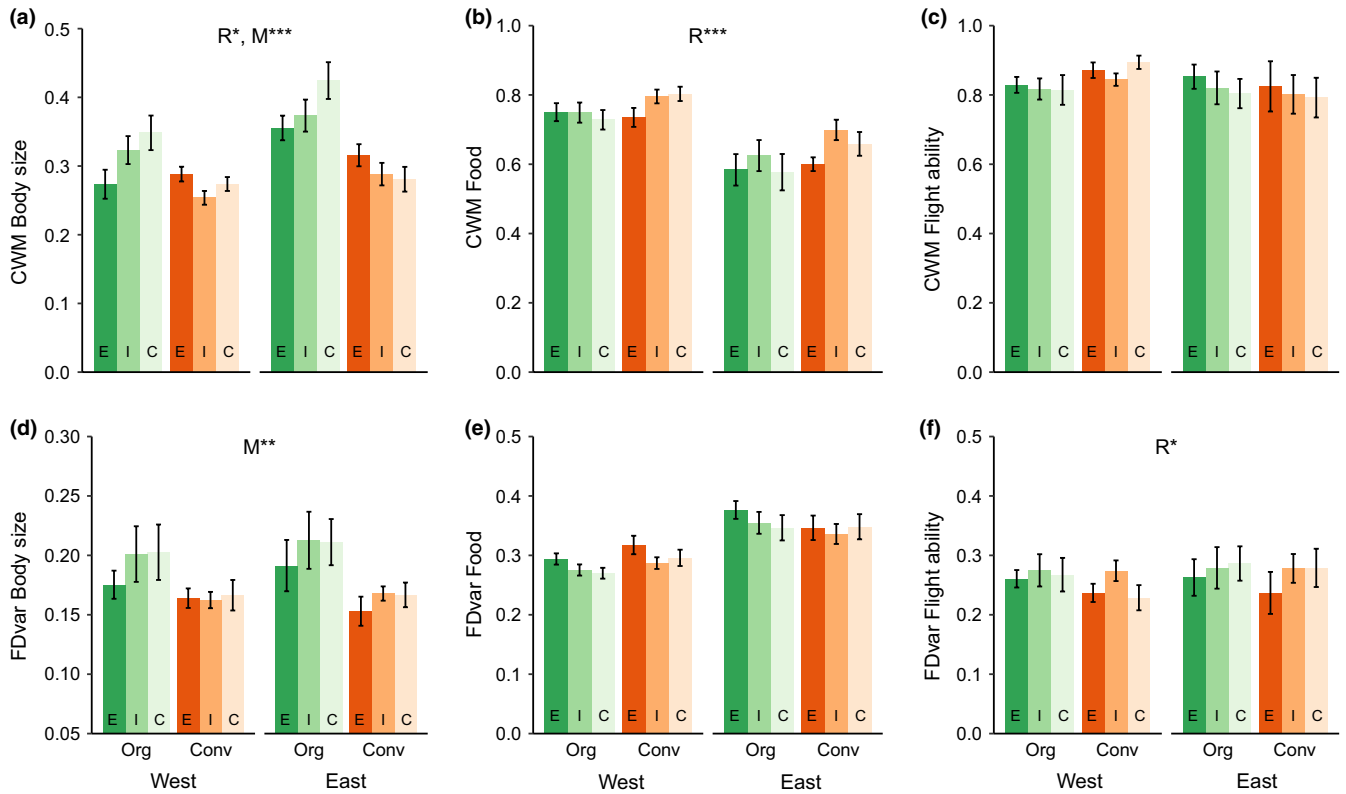 (a)
R*, M***
CWM Body size
0.5
0.4
0.3
0.2
0.1
0.0
E I C E I C E I C E I C
(b)
R***
CWM Food
1.0
0.8
0.6
0.4
0.2
0.0
E I C E I C E I C E I C
(c)
CWM Flight ability
1.0
0.8
0.6
0.4
0.2
0.0
E I C E I C E I C E I C
(d)
M**
FDvar Body size
0.30
0.25
0.20
0.15
0.10
0.05
E I C E I C E I C E I C
Org Conv Org Conv
West East
(e)
FDvar Food
0.5
0.4
0.3
0.2
0.1
0.0
E I C E I C E I C E I C
Org Conv Org Conv
West East
(f)
R*
FDvar Flight ability
0.5
0.4
0.3
0.2
0.1
0.0
E I C E I C E I C E I C
Org Conv Org Conv
West East